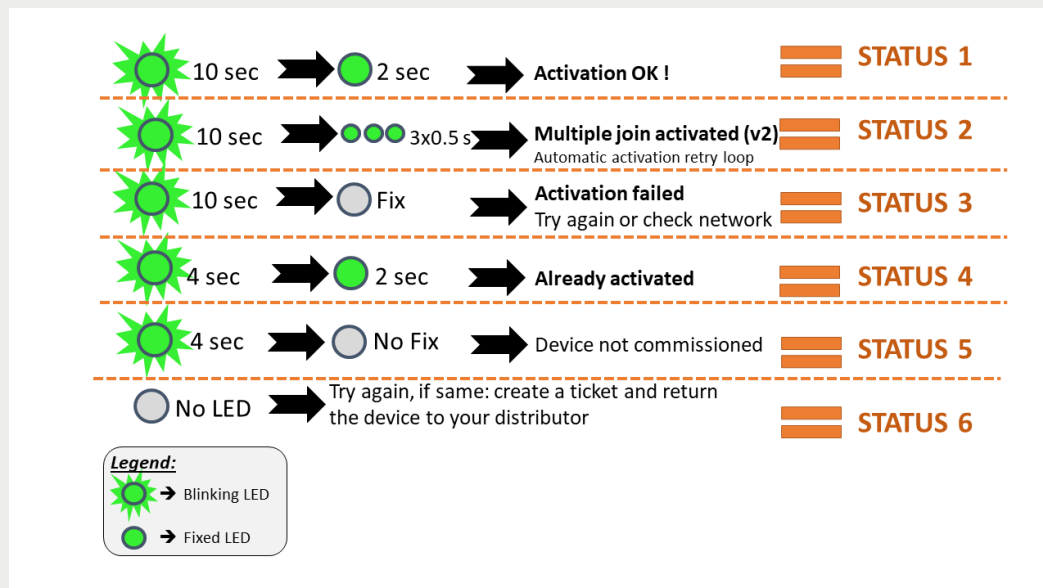 10 sec 2 sec Activation OK ! STATUS 1
10 sec 3x0.5 s Multiple join activated (v2) STATUS 2
Automatic activation retry loop
10 sec Fix Activation failed STATUS 3
Try again or check network
4 sec 2 sec Already activated STATUS 4
4 sec No Fix Device not commissioned STATUS 5
No LED Try again, if same: create a ticket and return
the device to your distributor STATUS 6
Legend:
Blinking LED
Fixed LED